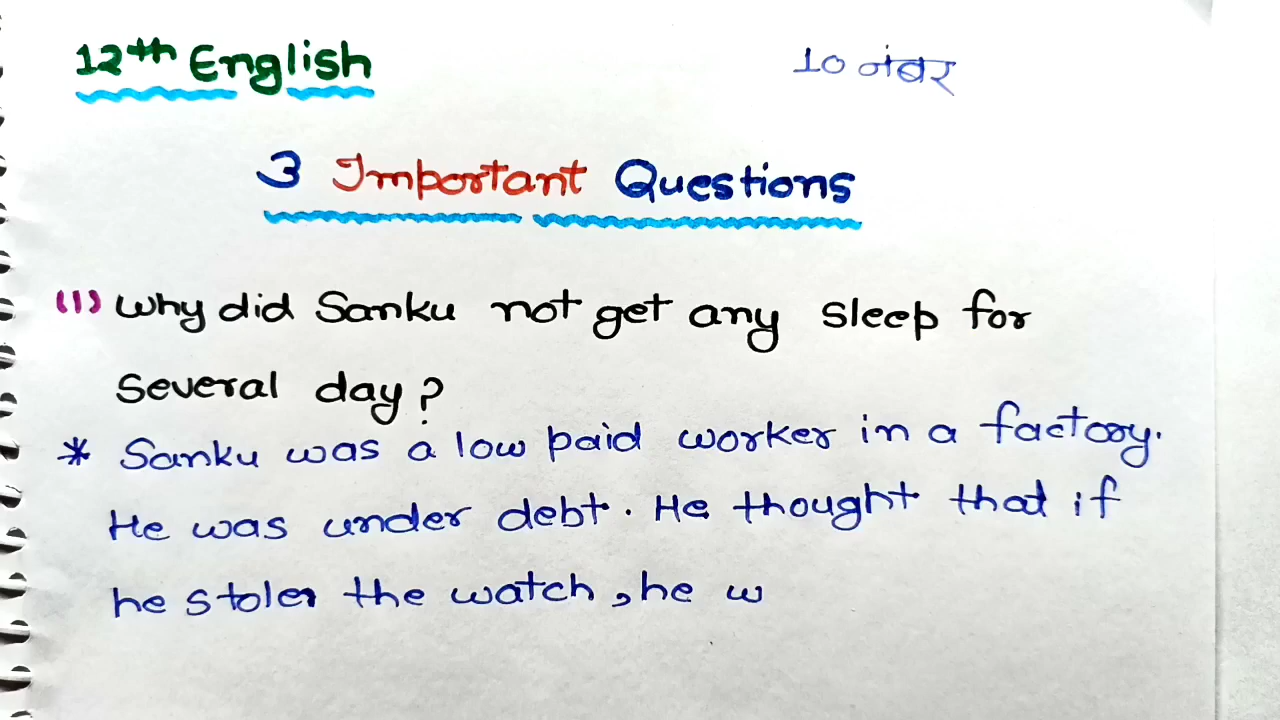 12th English
10 नंबर
3 Important Questions
(1) Why did Sanku not get any sleep for
several day?
* Sanku was a low paid worker in a factory.
He was under debt. He thought that if
he stoler the watch, he w